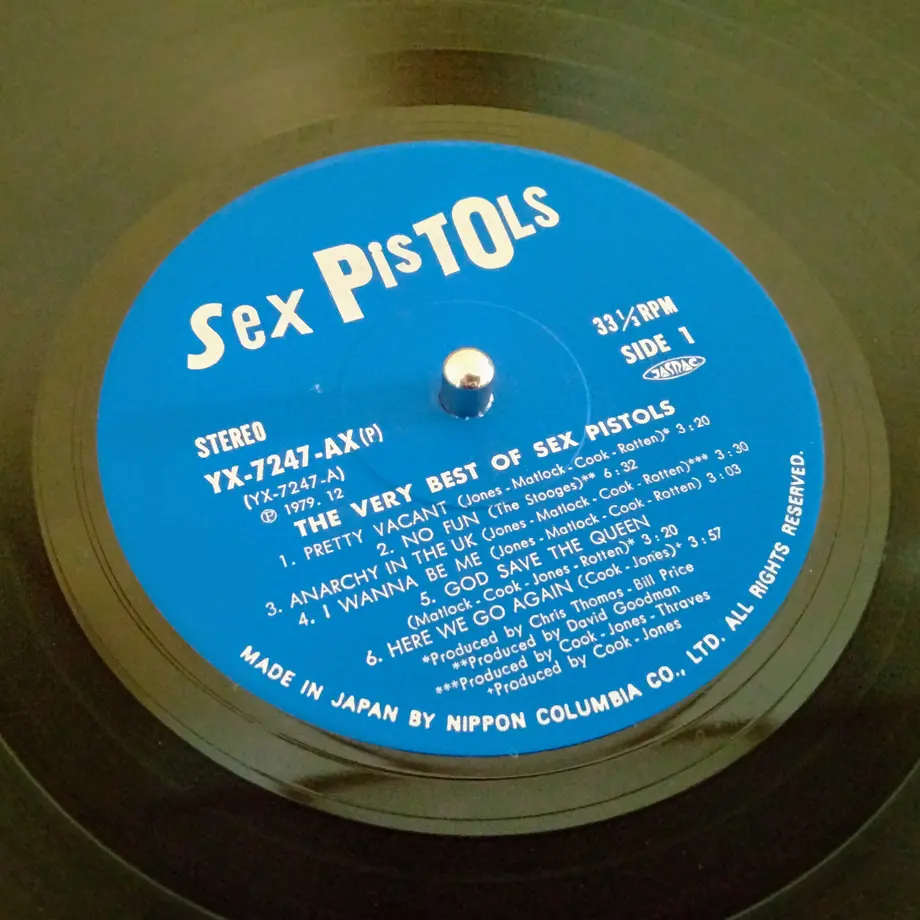 Sex PisTOLs
33 1/3 RPM
SIDE 1
JASRAC
STEREO
YX-7247-AX(P)
(YX-7247-A)
Ⓟ 1979. 12
THE VERY BEST OF SEX PISTOLS
1. PRETTY VACANT (Jones - Matlock - Cook - Rotten)* 3:20
2. NO FUN (The Stooges)** 6:32
3. ANARCHY IN THE UK (Jones - Matlock - Cook - Rotten)*** 3:30
4. I WANNA BE ME (Jones - Matlock - Cook - Rotten) 3:03
5. GOD SAVE THE QUEEN
(Matlock - Cook - Jones - Rotten)* 3:20
6. HERE WE GO AGAIN (Cook - Jones)* 3:57
*Produced by Chris Thomas - Bill Price
**Produced by David Goodman
***Produced by Cook - Jones - Thraves
+Produced by Cook - Jones
MADE IN JAPAN BY NIPPON COLUMBIA CO., LTD. ALL RIGHTS RESERVED.